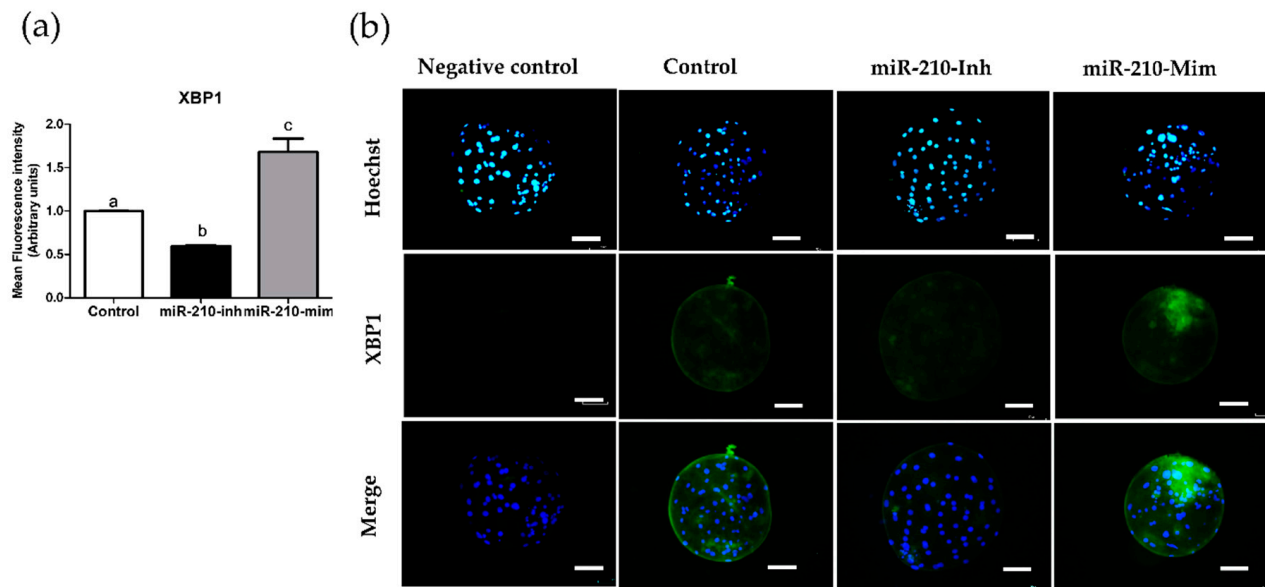 (a)
XBP1
Mean Fluorescence intensity
(Arbitrary units)
2.0
1.5
1.0
0.5
0.0
a
b
c
Control miR-210-inh miR-210-mim
(b)
Negative control Control miR-210-Inh miR-210-Mim
Hoechst
XBP1
Merge